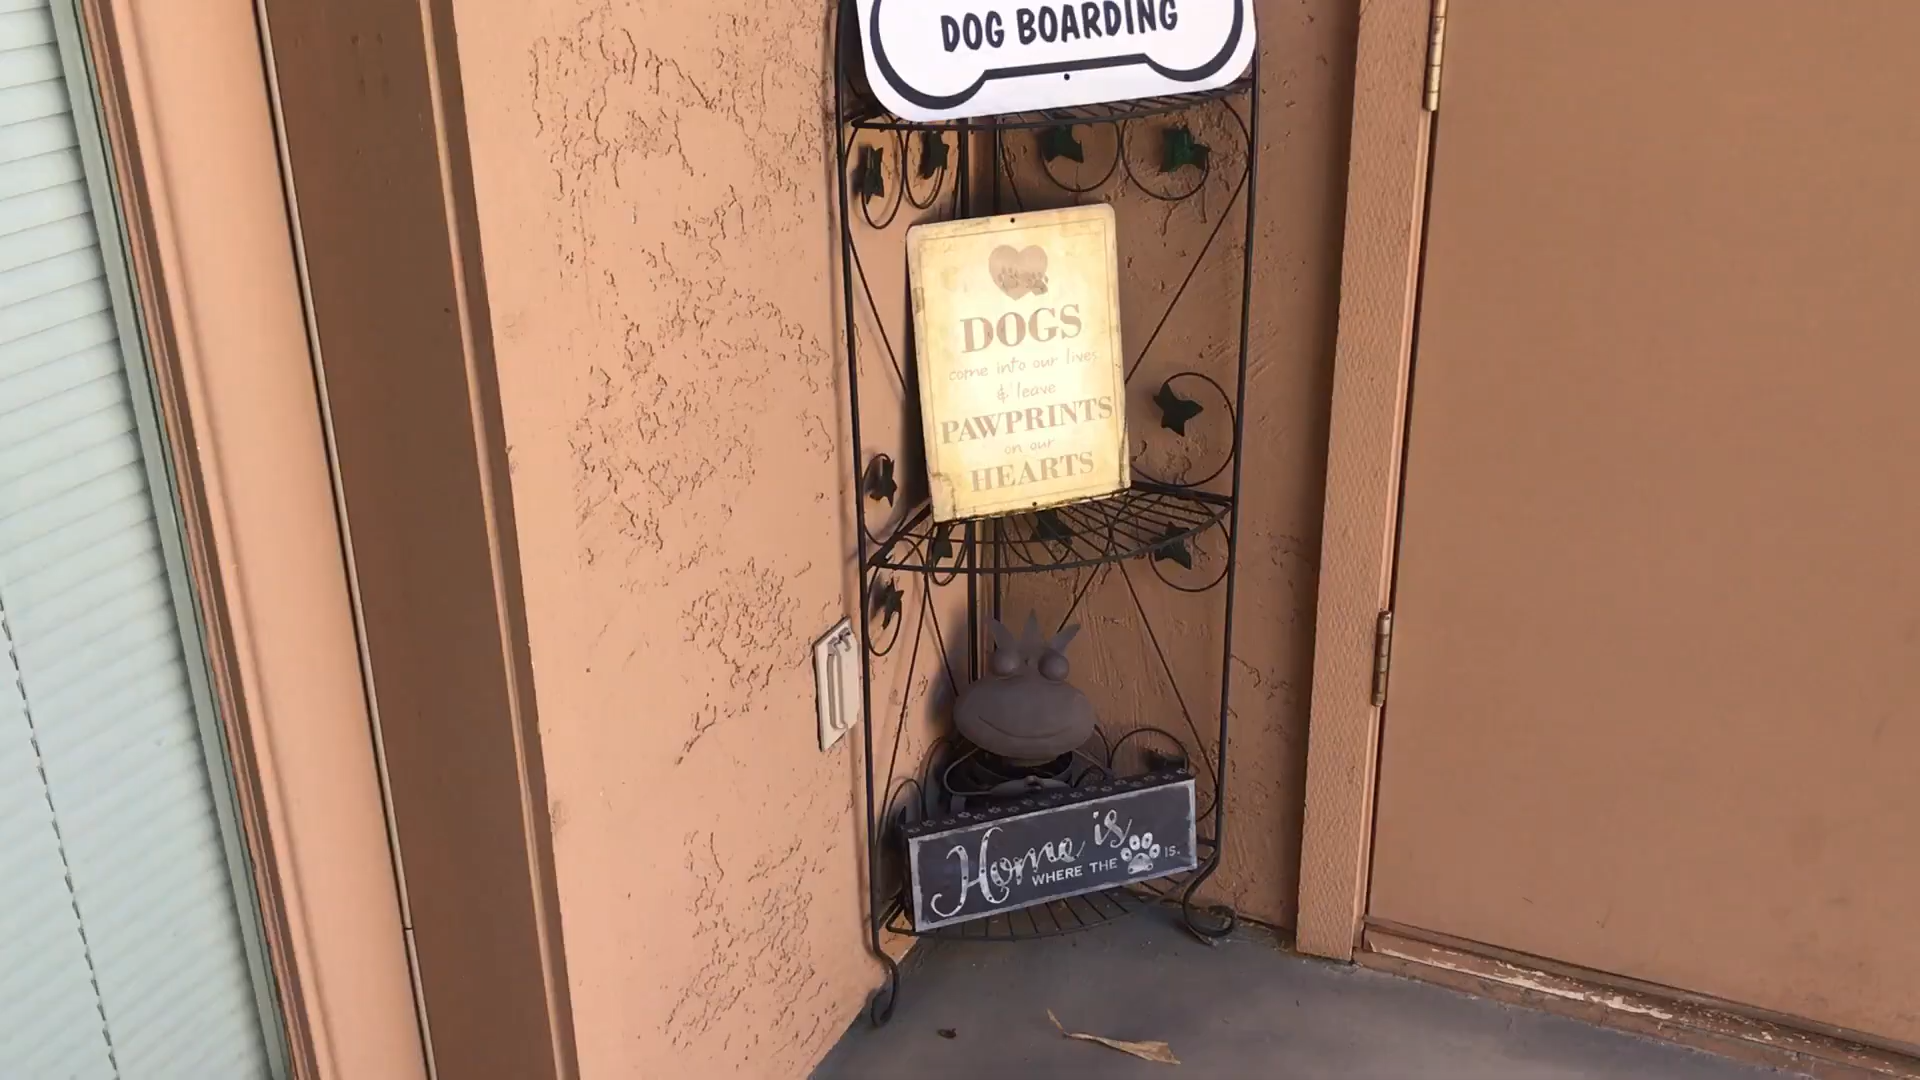 DOG BOARDING
DOGS
come into our lives
& leave
PAWPRINTS
on our
HEARTS
Home is
WHERE THE IS.